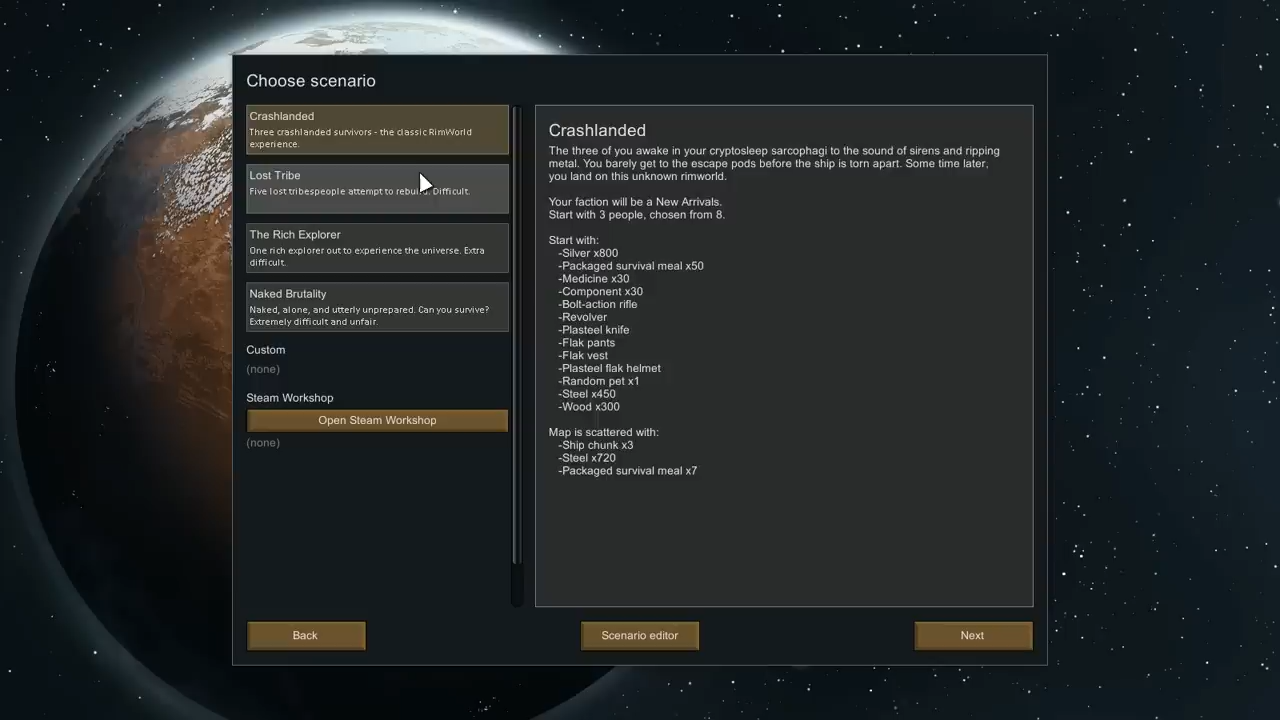 Choose scenario
Crashlanded
Three crashlanded survivors - the classic RimWorld
experience.
Lost Tribe
Five lost tribespeople attempt to rebuild. Difficult.
The Rich Explorer
One rich explorer out to experience the universe. Extra
difficult.
Naked Brutality
Naked, alone, and utterly unprepared. Can you survive?
Extremely difficult and unfair.
Custom
(none)
Steam Workshop
Open Steam Workshop
(none)
Crashlanded
The three of you awake in your cryptosleep sarcophagi to the sound of sirens and ripping
metal. You barely get to the escape pods before the ship is torn apart. Some time later,
you land on this unknown rimworld.
Your faction will be a New Arrivals.
Start with 3 people, chosen from 8.
Start with:
-Silver x800
-Packaged survival meal x50
-Medicine x30
-Component x30
-Bolt-action rifle
-Revolver
-Plasteel knife
-Flak pants
-Flak vest
-Plasteel flak helmet
-Random pet x1
-Steel x450
-Wood x300
Map is scattered with:
-Ship chunk x3
-Steel x720
-Packaged survival meal x7
Back
Scenario editor
Next